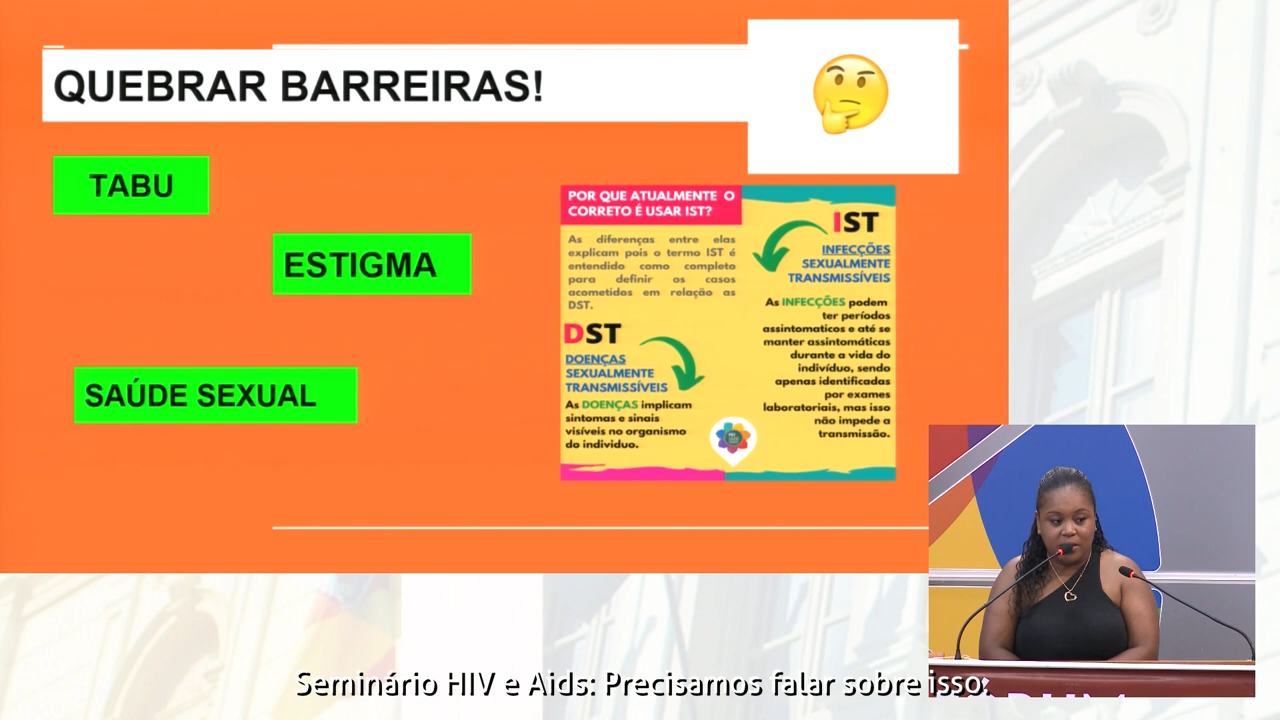 QUEBRAR BARREIRAS!
TABU
ESTIGMA
SAÚDE SEXUAL
POR QUE ATUALMENTE O
CORRETO É USAR IST?
As diferenças entre elas
explicam pois o termo IST é
entendido como completo
para definir os casos
acometidos em relação as
DST.
DST
DOENÇAS
SEXUALMENTE
TRANSMISSÍVEIS
As DOENÇAS implicam
sintomas e sinais
visíveis no organismo
do individuo.
IST
INFECÇÕES
SEXUALMENTE
TRANSMISSÍVEIS
As INFECÇÕES podem
ter períodos
assintomaticos e até se
manter assintomáticas
durante a vida do
indivíduo, sendo
apenas identificadas
por exames
laboratoriais, mas isso
não impede a
transmissão.
Seminário HIV e Aids: Precisamos falar sobre isso.